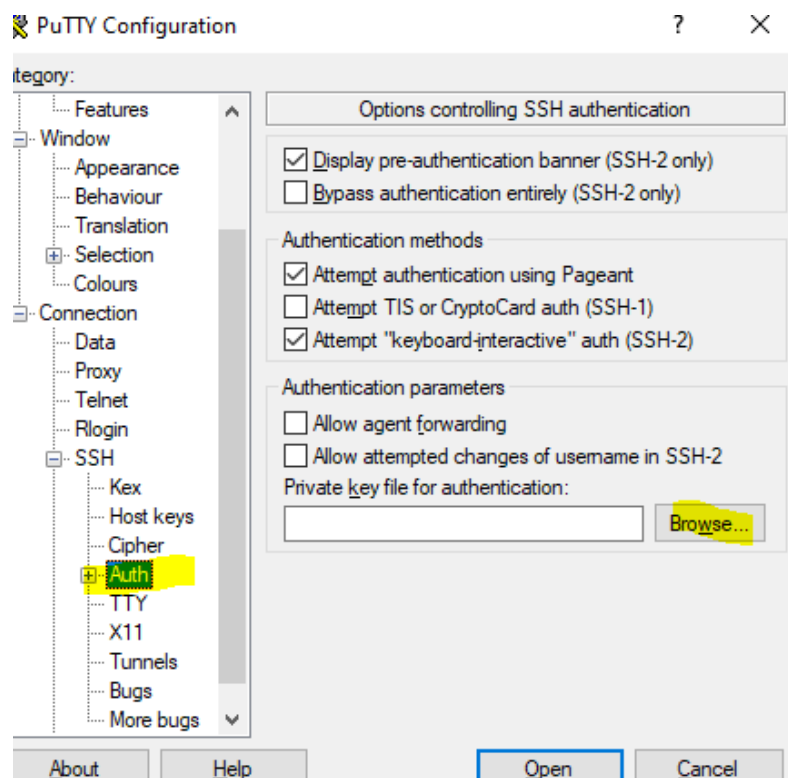 PuTTY Configuration ? ×
tegory:
Features
Window
Appearance
Behaviour
Translation
Selection
Colours
Connection
Data
Proxy
Telnet
Rlogin
SSH
Kex
Host keys
Cipher
Auth
TTY
X11
Tunnels
Bugs
More bugs
Options controlling SSH authentication
Display pre-authentication banner (SSH-2 only)
Bypass authentication entirely (SSH-2 only)
Authentication methods
Attempt authentication using Pageant
Attempt TIS or CryptoCard auth (SSH-1)
Attempt "keyboard-interactive" auth (SSH-2)
Authentication parameters
Allow agent forwarding
Allow attempted changes of username in SSH-2
Private key file for authentication:
Browse...
About Help Open Cancel